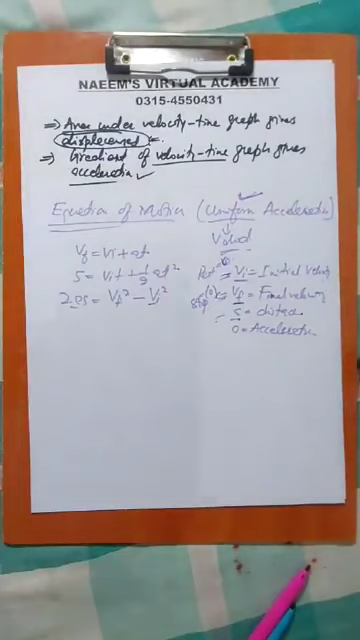 NAEEM'S VIRTUAL ACADEMY
0315-4550431
⇒ Area under velocity-time graph gives
displacement
⇒ Gradient of velocity-time graph gives
acceleration ✓
Equation of Motion (Uniform Acceleration)
Valid
Vf = Vi + at
S = Vit + 1/2 at²
2as = Vf² - Vi²
Vi = Initial Velocity
Vf = Final velocity
S =
a = Acceleration